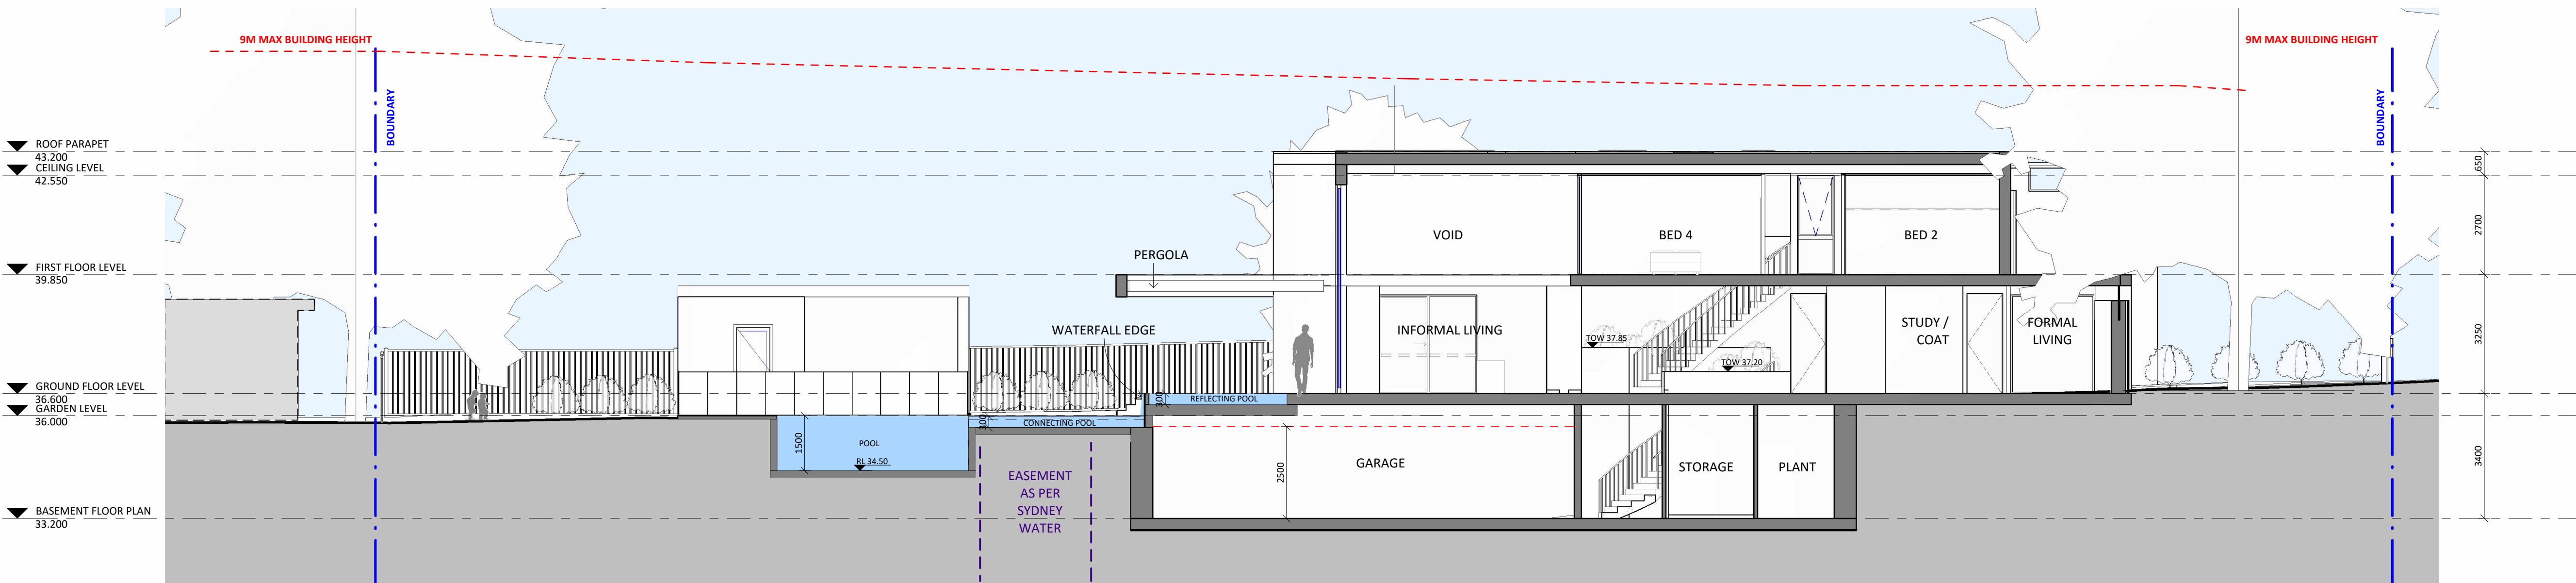 9M MAX BUILDING HEIGHT
9M MAX BUILDING HEIGHT
BOUNDARY
BOUNDARY
ROOF PARAPET
43.200
CEILING LEVEL
42.550
650
2700
VOID
BED 4
BED 2
PERGOLA
FIRST FLOOR LEVEL
39.850
WATERFALL EDGE
INFORMAL LIVING
TOW 37.85
TOW 37.20
STUDY /
COAT
FORMAL
LIVING
3250
GROUND FLOOR LEVEL
36.600
GARDEN LEVEL
36.000
300
REFLECTING POOL
300
CONNECTING POOL
1500
POOL
RL 34.50
EASEMENT
AS PER
SYDNEY
WATER
2500
GARAGE
STORAGE
PLANT
3400
BASEMENT FLOOR PLAN
33.200